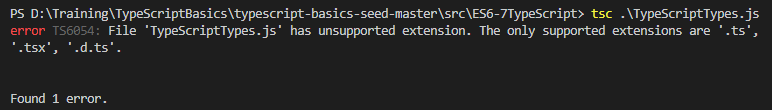 PS D:\Training\TypeScriptBasics\typescript-basics-seed-master\src\ES6-7TypeScript> tsc .\TypeScriptTypes.js
error TS6054: File 'TypeScriptTypes.js' has unsupported extension. The only supported extensions are '.ts',
'.tsx', '.d.ts'.
Found 1 error.